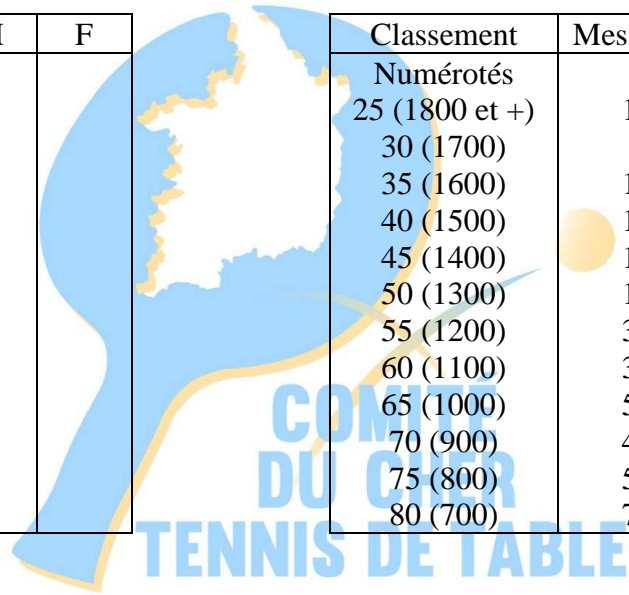 F
Classement Mes
Numérotés
25 (1800 et +)
30 (1700)
35 (1600)
40 (1500)
45 (1400)
50 (1300)
55 (1200)
60 (1100)
65 (1000)
70 (900)
75 (800)
80 (700)
COMITÉ
DU CHER
TENNIS DE TABLE